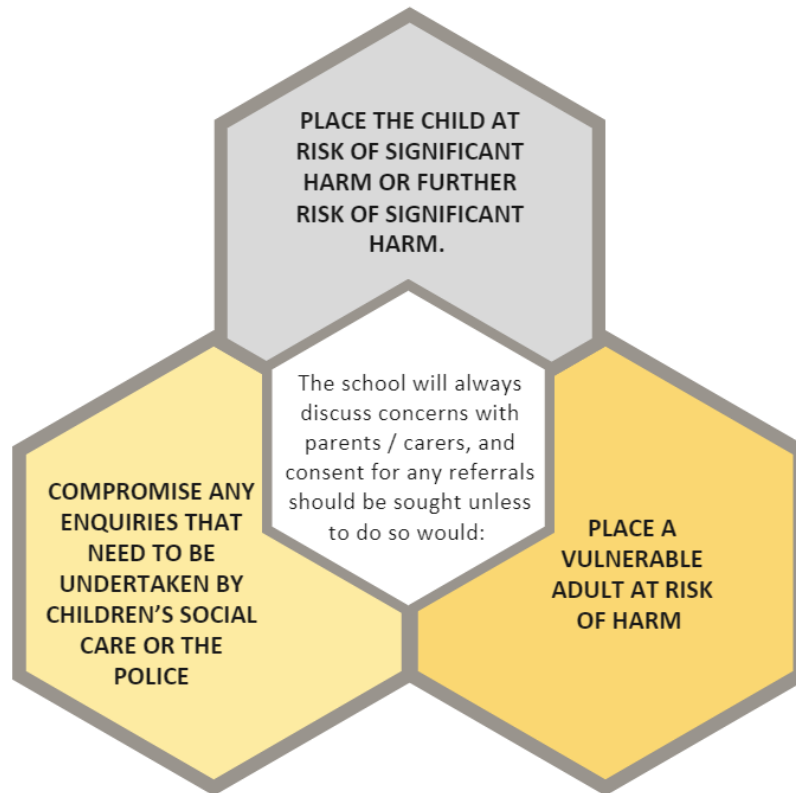 PLACE THE CHILD AT
RISK OF SIGNIFICANT
HARM OR FURTHER
RISK OF SIGNIFICANT
HARM.
The school will always
discuss concerns with
parents / carers, and
consent for any referrals
should be sought unless
to do so would:
COMPROMISE ANY
ENQUIRIES THAT
NEED TO BE
UNDERTAKEN BY
CHILDREN’S SOCIAL
CARE OR THE
POLICE
PLACE A
VULNERABLE
ADULT AT RISK
OF HARM